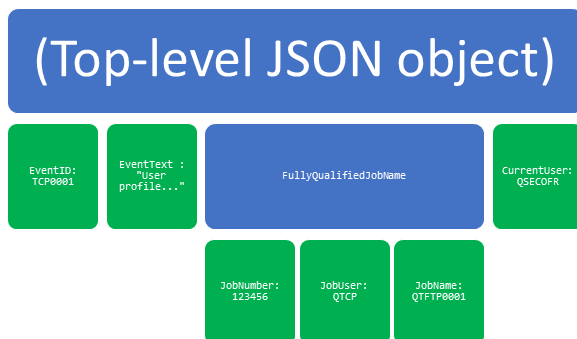 (Top-level JSON object)
EventID:
TCP0001
EventText :
"User
profile..."
FullyQualifiedJobName
CurrentUser:
QSECOFR
JobNumber:
123456
JobUser:
QTCP
JobName:
QTFTP0001